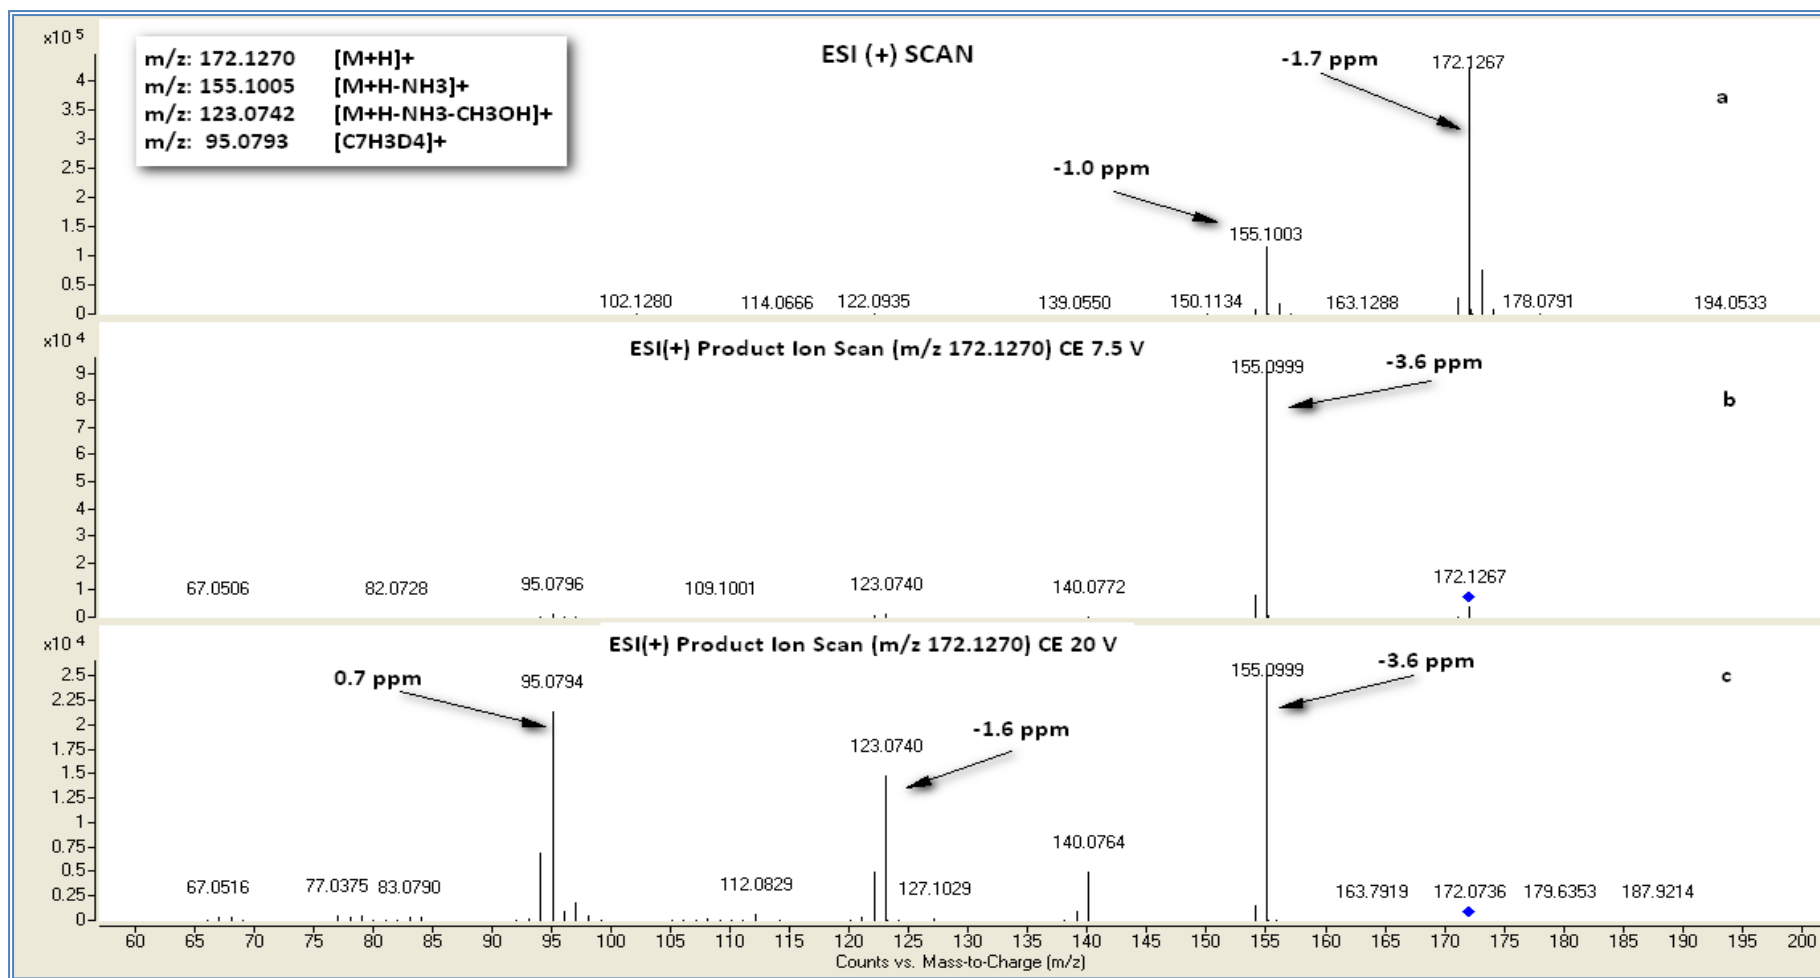 x10 5
m/z: 172.1270 [M+H]+
m/z: 155.1005 [M+H-NH3]+
m/z: 123.0742 [M+H-NH3-CH3OH]+
m/z: 95.0793 [C7H3D4]+
ESI (+) SCAN
-1.7 ppm
172.1267
a
-1.0 ppm
155.1003
4
3.5
3
2.5
2
1.5
1
0.5
0
102.1280 114.0666 122.0935 139.0550 150.1134 163.1288 178.0791 194.0533
x10 4
ESI(+) Product Ion Scan (m/z 172.1270) CE 7.5 V
155.0999
-3.6 ppm
b
9
8
7
6
5
4
3
2
1
0
67.0506 82.0728 95.0796 109.1001 123.0740 140.0772 172.1267
x10 4
ESI(+) Product Ion Scan (m/z 172.1270) CE 20 V
0.7 ppm
95.0794
155.0999
-3.6 ppm
c
-1.6 ppm
123.0740
140.0764
2.5
2.25
2
1.75
1.5
1.25
1
0.75
0.5
0.25
0
67.0516 77.0375 83.0790 112.0829 127.1029 163.7919 172.0736 179.6353 187.9214
60 65 70 75 80 85 90 95 100 105 110 115 120 125 130 135 140 145 150 155 160 165 170 175 180 185 190 195 200
Counts vs. Mass-to-Charge (m/z)